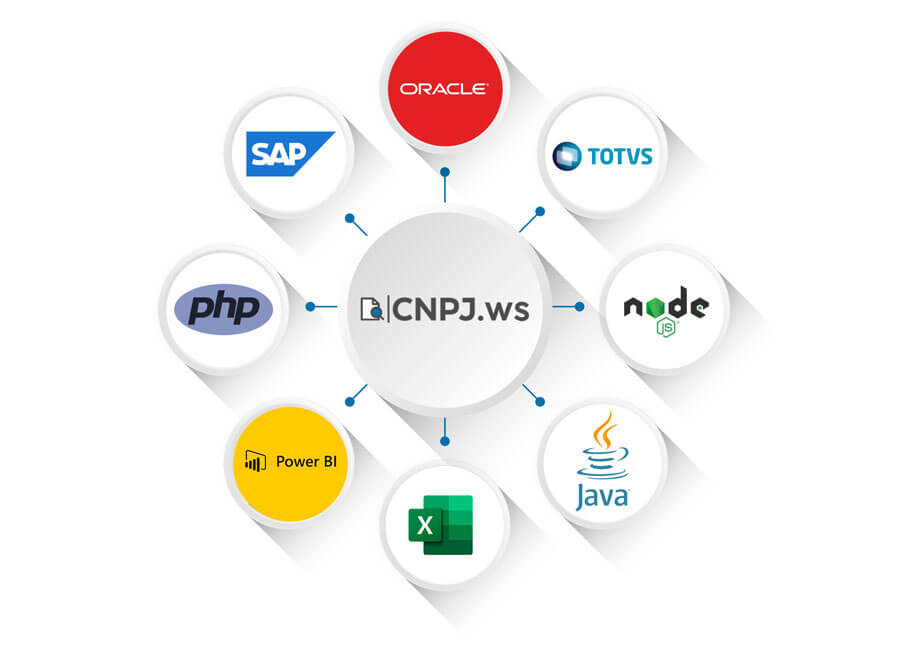 ORACLE
SAP
TOTVS
php
CNPJ.ws
node
JS
Power BI
X
Java